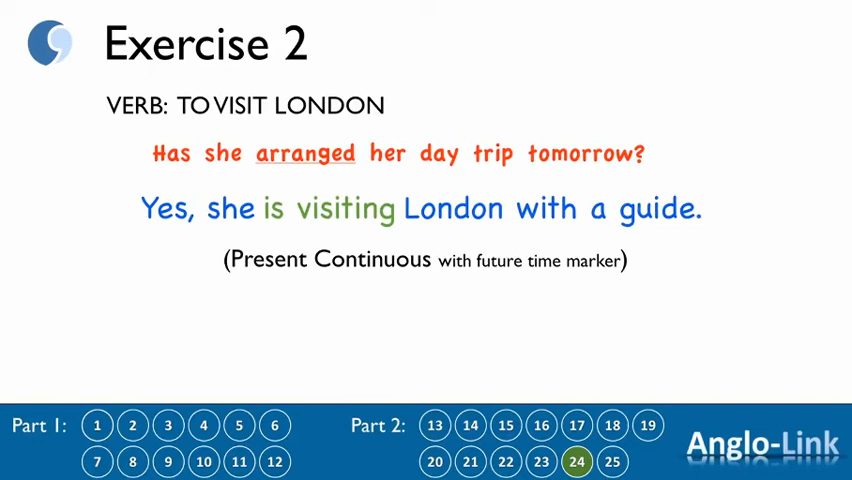 Exercise 2
VERB: TO VISIT LONDON
Has she arranged her day trip tomorrow?
Yes, she is visiting London with a guide.
(Present Continuous with future time marker)
Part 1: 1 2 3 4 5 6
Part 2: 13 14 15 16 17 18 19
7 8 9 10 11 12
20 21 22 23 24 25
Anglo-Link